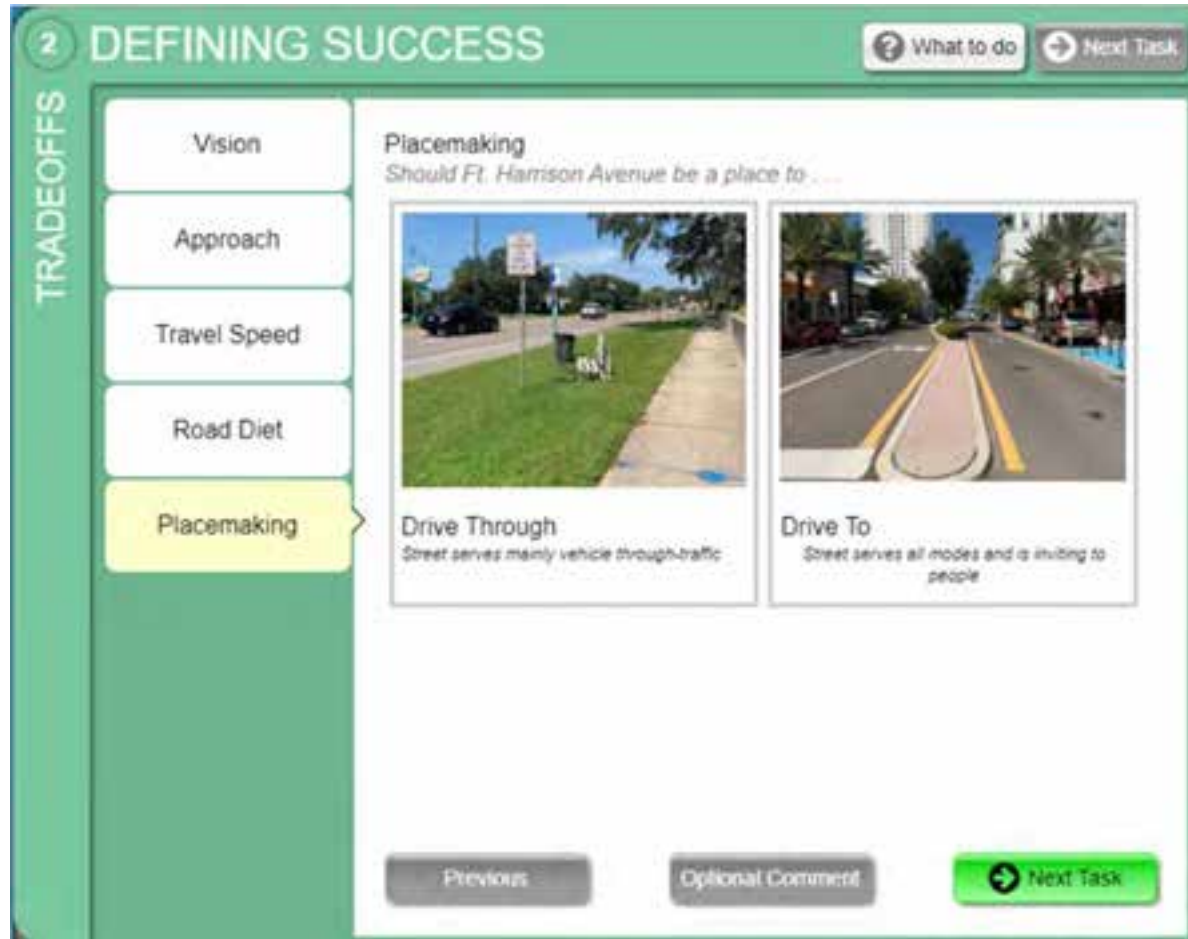 2 DEFINING SUCCESS
What to do
Next Task
TRADEOFFS
Vision
Approach
Travel Speed
Road Diet
Placemaking
Placemaking
Should Ft. Harrison Avenue be a place to . . .
Drive Through
Street serves mainly vehicle through-traffic
Drive To
Street serves all modes and is inviting to
people
Previous
Optional Comment
Next Task